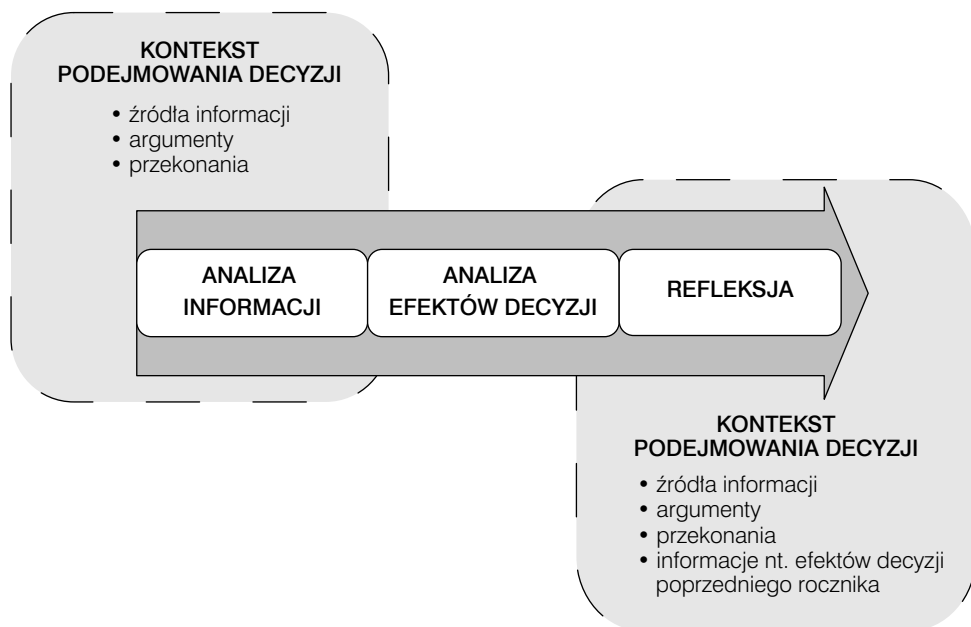 KONTEKST
PODEJMOWANIA DECYZJI
• źródła informacji
• argumenty
• przekonania
ANALIZA
INFORMACJI
ANALIZA
EFEKTÓW DECYZJI
REFLEKSJA
KONTEKST
PODEJMOWANIA DECYZJI
• źródła informacji
• argumenty
• przekonania
• informacje nt. efektów decyzji
poprzedniego rocznika